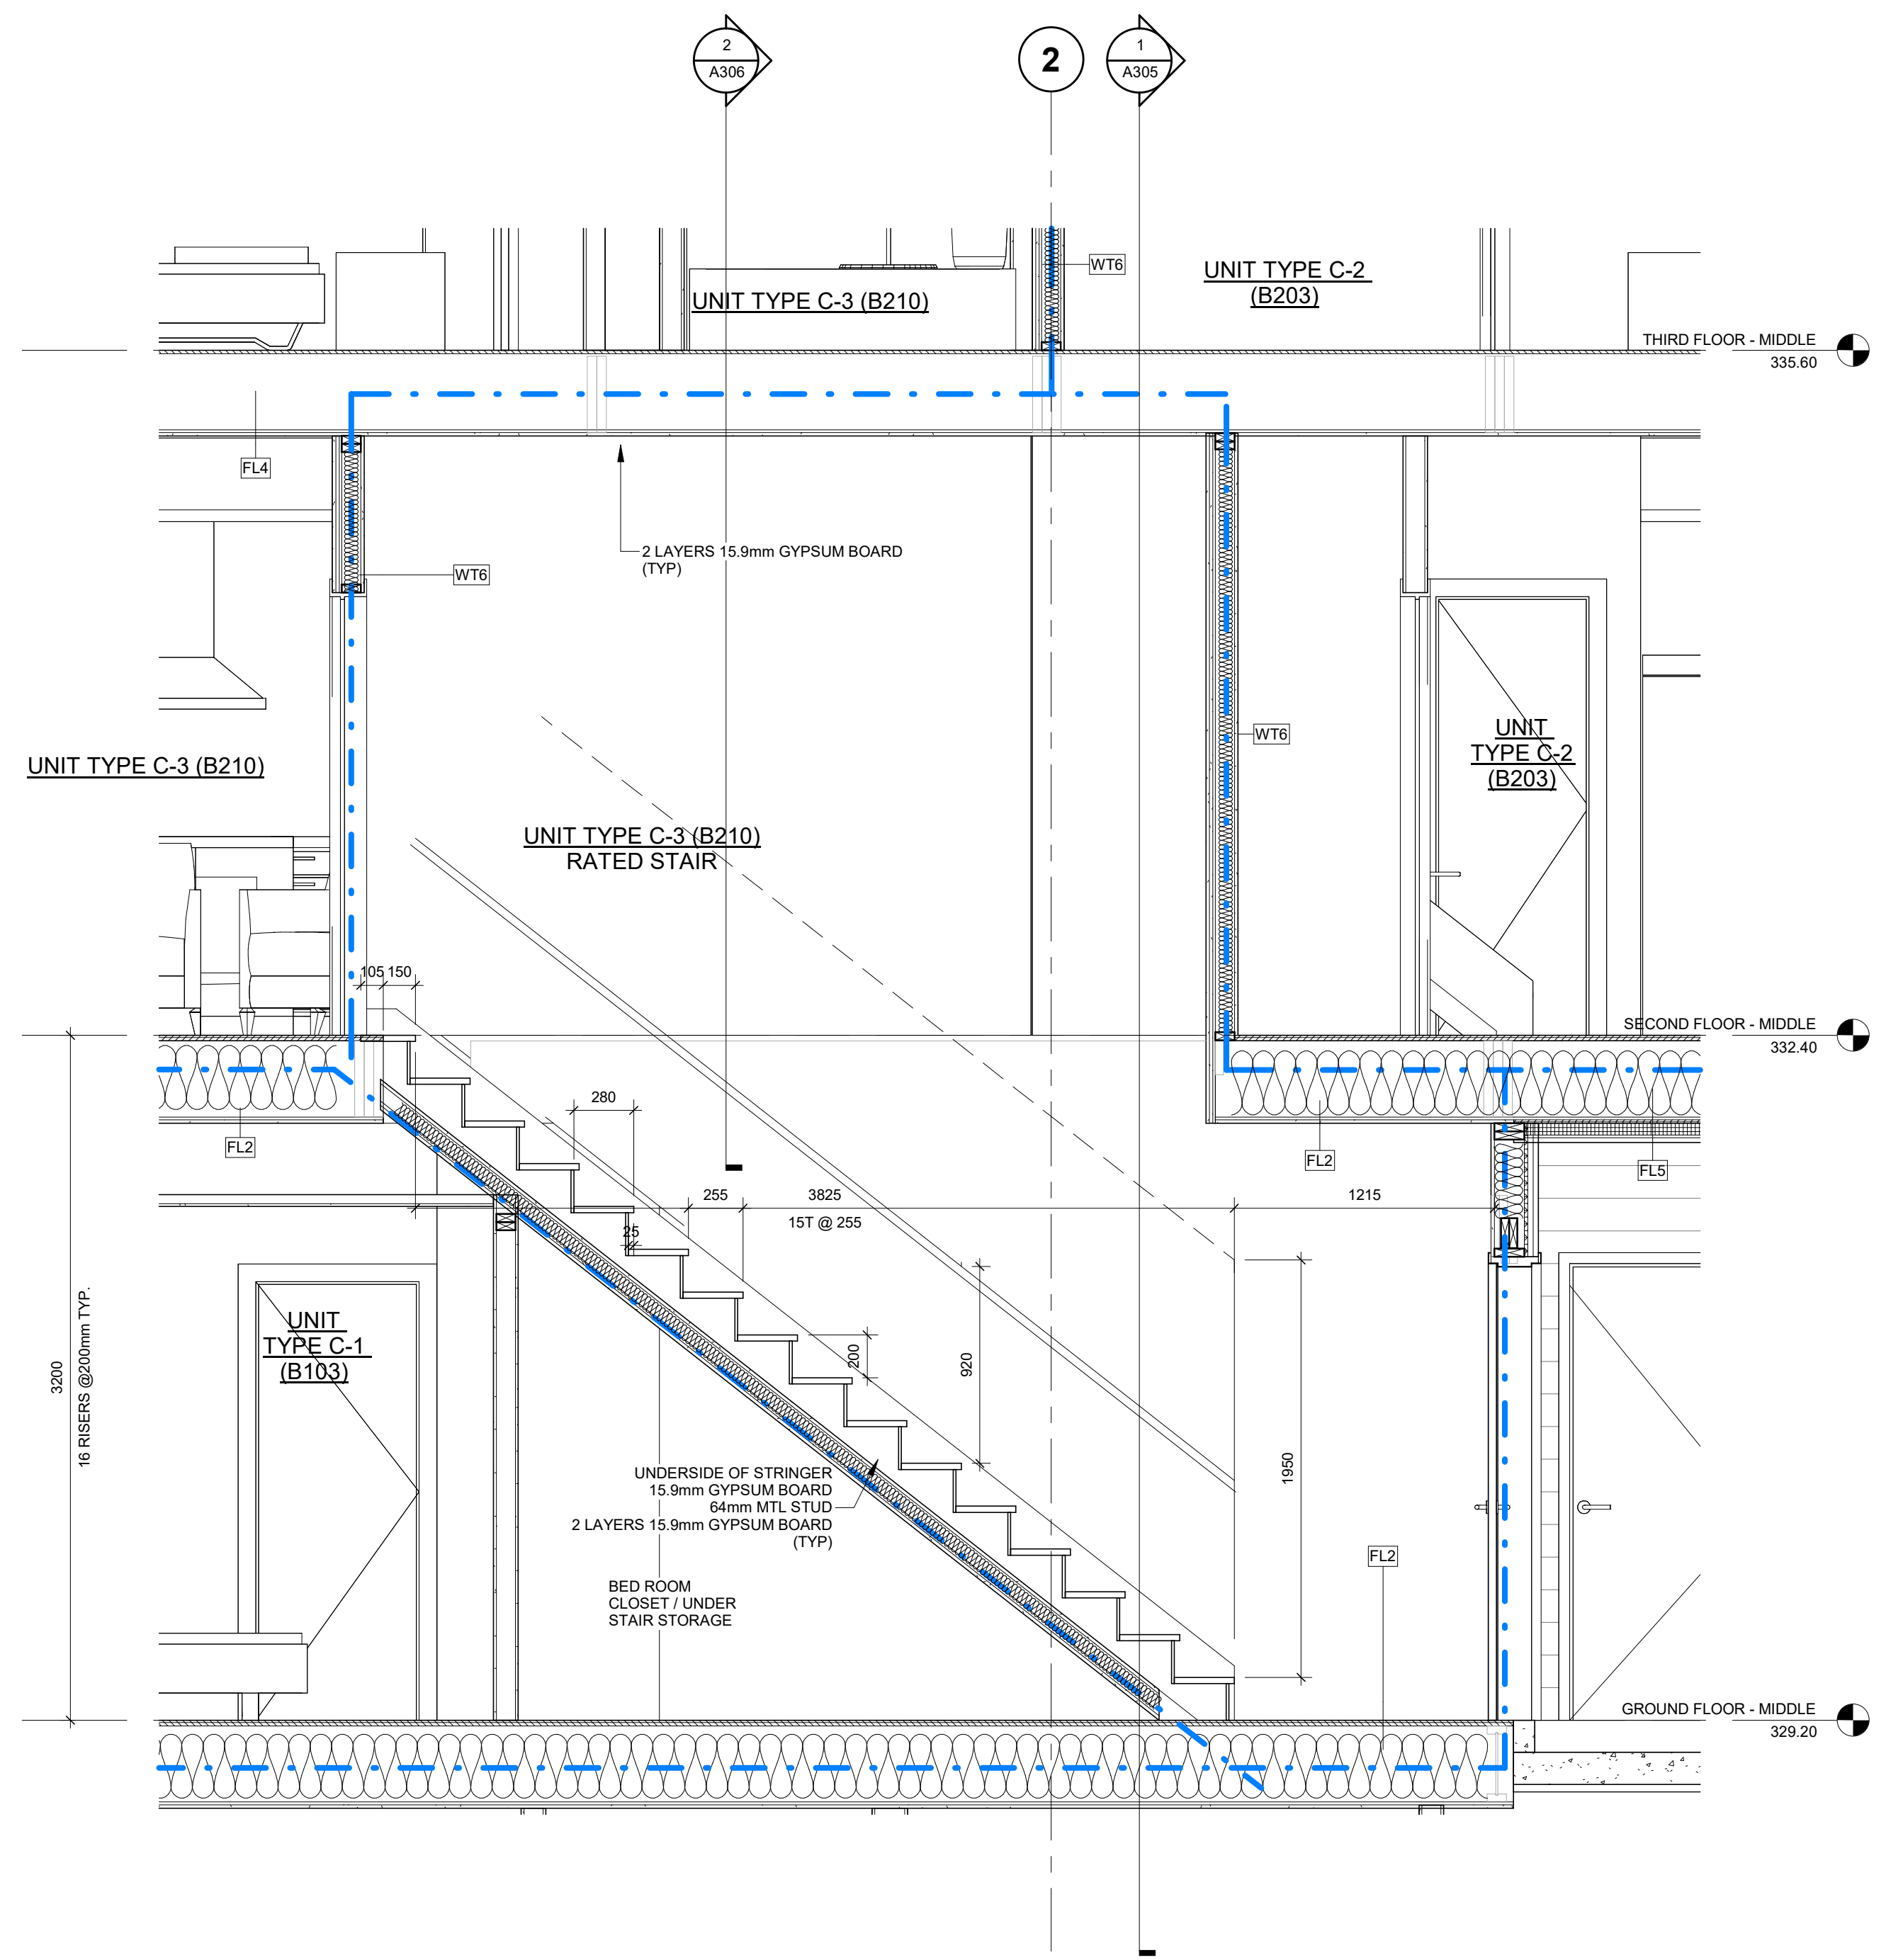 2
A306
2
1
A305
WT6
UNIT TYPE C-2
(B203)
UNIT TYPE C-3 (B210)
THIRD FLOOR - MIDDLE
335.60
FL4
2 LAYERS 15.9mm GYPSUM BOARD
(TYP)
WT6
WT6
UNIT
TYPE C-2
(B203)
UNIT TYPE C-3 (B210)
UNIT TYPE C-3 (B210)
RATED STAIR
105 150
SECOND FLOOR - MIDDLE
332.40
280
FL2
FL2
FL5
255
3825
15T @ 255
1215
25
UNIT
TYPE C-1
(B103)
3200
16 RISERS @200mm TYP.
200
920
1950
UNDERSIDE OF STRINGER
15.9mm GYPSUM BOARD
64mm MTL STUD
2 LAYERS 15.9mm GYPSUM BOARD
(TYP)
FL2
BED ROOM
CLOSET / UNDER
STAIR STORAGE
GROUND FLOOR - MIDDLE
329.20